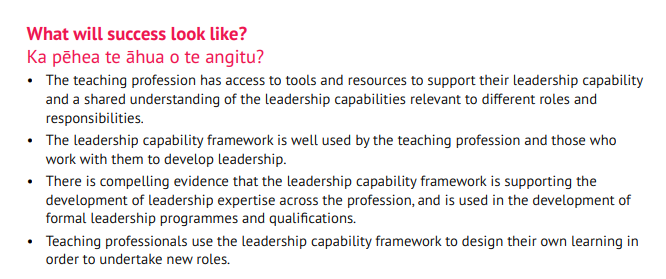 What will success look like?
Ka pēhea te āhua o te angitu?
• The teaching profession has access to tools and resources to support their leadership capability
and a shared understanding of the leadership capabilities relevant to different roles and
responsibilities.
• The leadership capability framework is well used by the teaching profession and those who
work with them to develop leadership.
• There is compelling evidence that the leadership capability framework is supporting the
development of leadership expertise across the profession, and is used in the development of
formal leadership programmes and qualifications.
• Teaching professionals use the leadership capability framework to design their own learning in
order to undertake new roles.